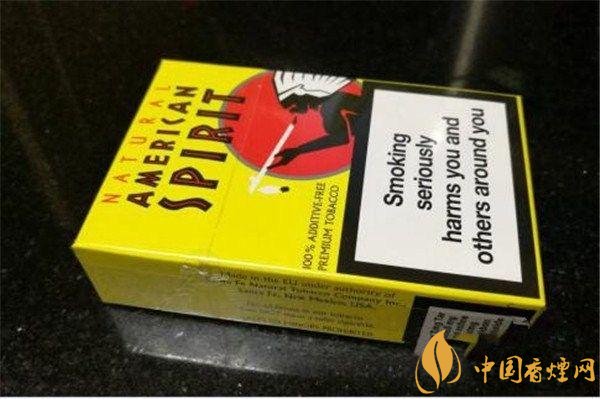 NATURAL
AMERICAN
SPIRIT
100% ADDITIVE-FREE
PREMIUM TOBACCO
Smoking
seriously
harms you and
others around you
Made in the EU under authority of
Santa Fe Natural Tobacco Company Inc.,
Santa Fe, New Mexico, USA.
中国香烟网